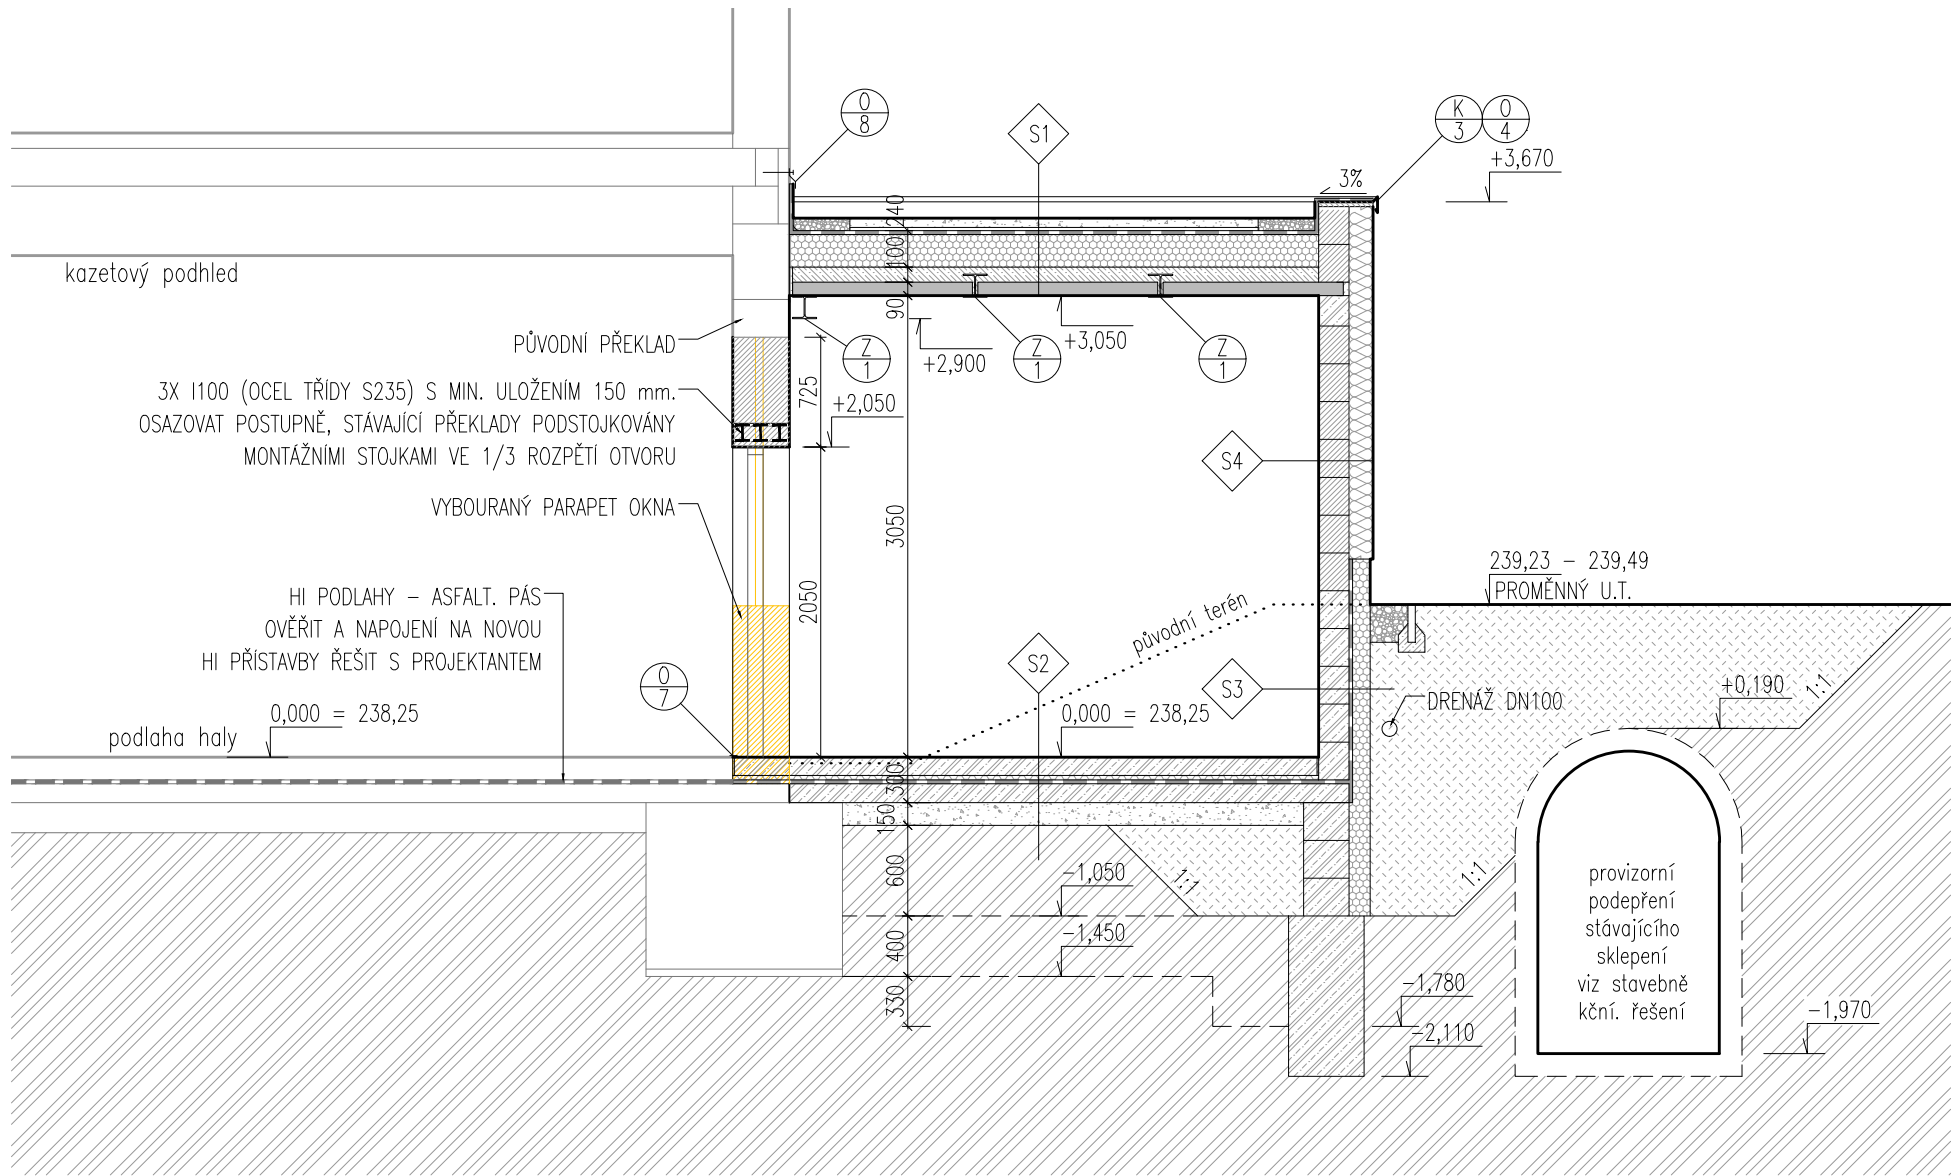 O
8
S1
K
3
O
4
+3,670
3%
240
100
90
kazetový podhled
PŮVODNÍ PŘEKLAD
3X I100 (OCEL TŘÍDY S235) S MIN. ULOŽENÍM 150 mm.
OSAZOVAT POSTUPNĚ, STÁVAJÍCÍ PŘEKLADY PODSTOJKOVÁNY
MONTÁŽNÍMI STOJKAMI VE 1/3 ROZPĚTÍ OTVORU
VYBOURANÝ PARAPET OKNA
725
+2,050
Z
1
+2,900
Z
1
+3,050
Z
1
S4
3050
2050
HI PODLAHY – ASFALT. PÁS
OVĚŘIT A NAPOJENÍ NA NOVOU
HI PŘÍSTAVBY ŘEŠIT S PROJEKTANTEM
239,23 – 239,49
PROMĚNNÝ U.T.
původní terén
S2
S3
O
7
DRENÁŽ DN100
+0,190
1:1
0,000 = 238,25
podlaha haly
0,000 = 238,25
300
150
600
400
330
1:1
1:1
-1,050
-1,450
-1,780
-2,110
-1,970
provizorní
podepření
stávajícího
sklepení
viz stavebně
kční. řešení